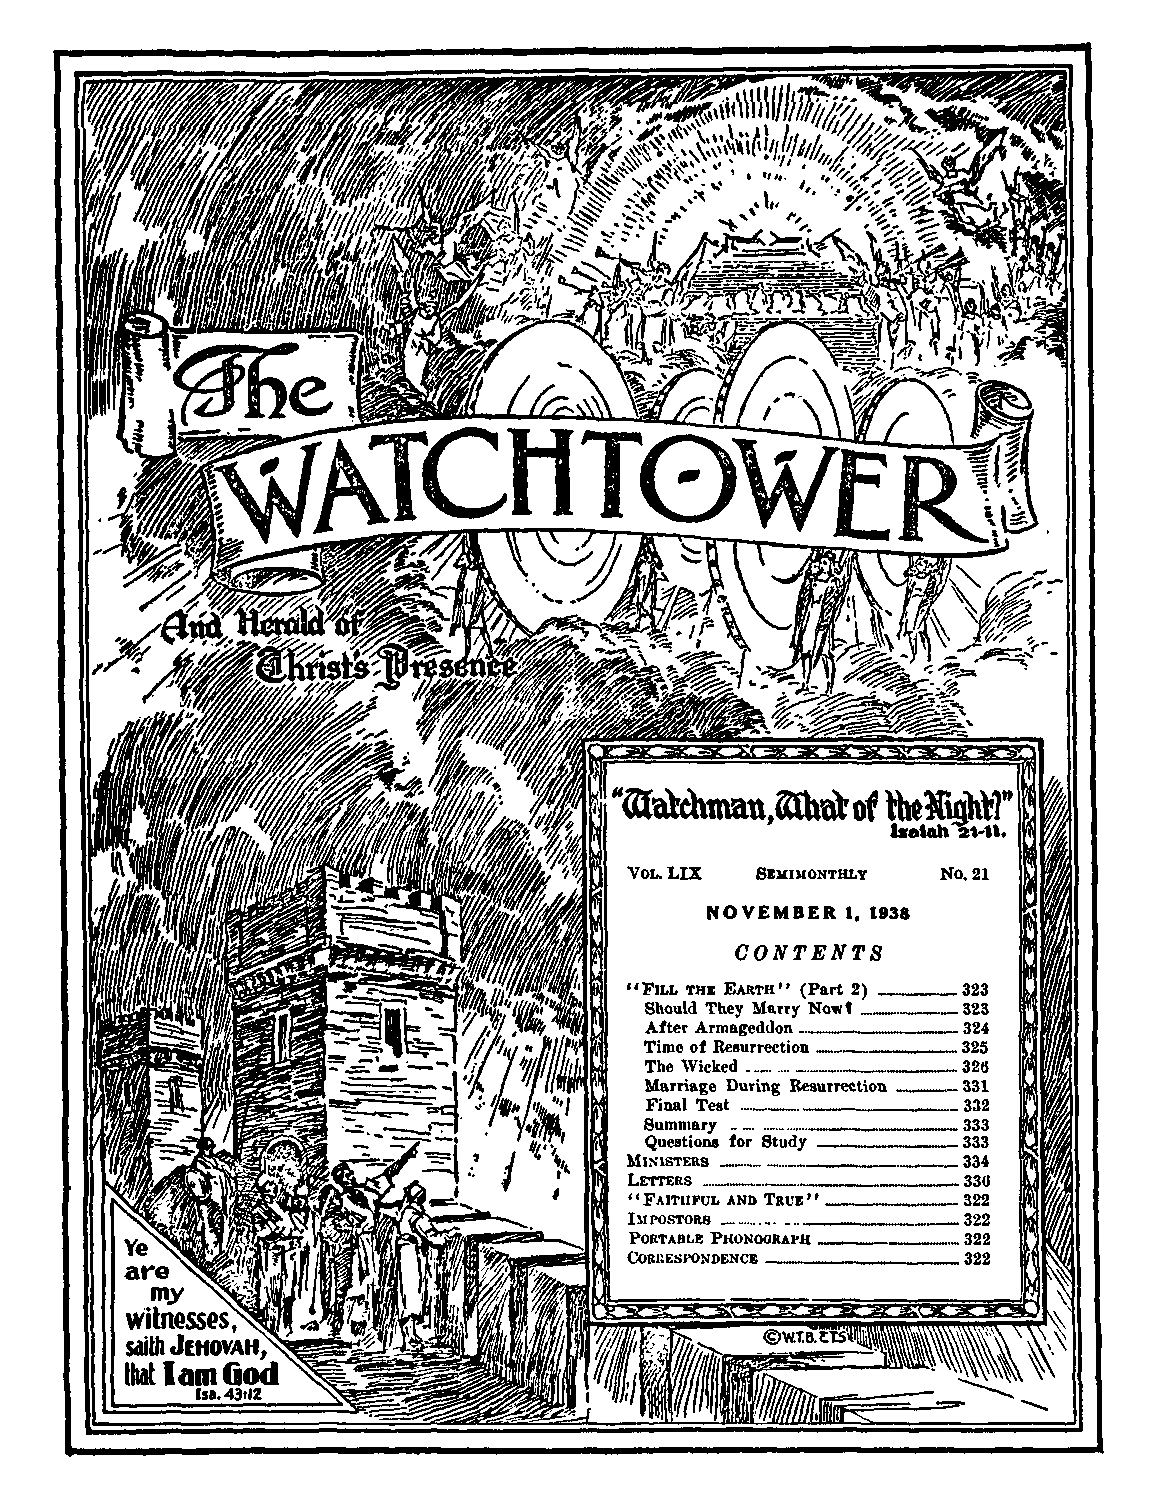 The
WATCHTOWER
And Herald of
Christ's Presence
"Watchman, What of the Night?"
Isaiah 21-11.
VOL. LIX SEMIMONTHLY No. 21
NOVEMBER 1, 1938
CONTENTS
"FILL THE EARTH" (Part 2) 323
Should They Marry Now? 323
After Armageddon 324
Time of Resurrection 325
The Wicked 326
Marriage During Resurrection 331
Final Test 332
Summary 333
Questions for Study 333
MINISTERS 334
LETTERS 336
"FAITHFUL AND TRUE" 322
IMPOSTORS 322
PORTABLE PHONOGRAPH 322
CORRESPONDENCE 322
Ye
are
my
witnesses,
saith JEHOVAH,
that I am God
Isa. 43:12
©W.T.B.&T.S.